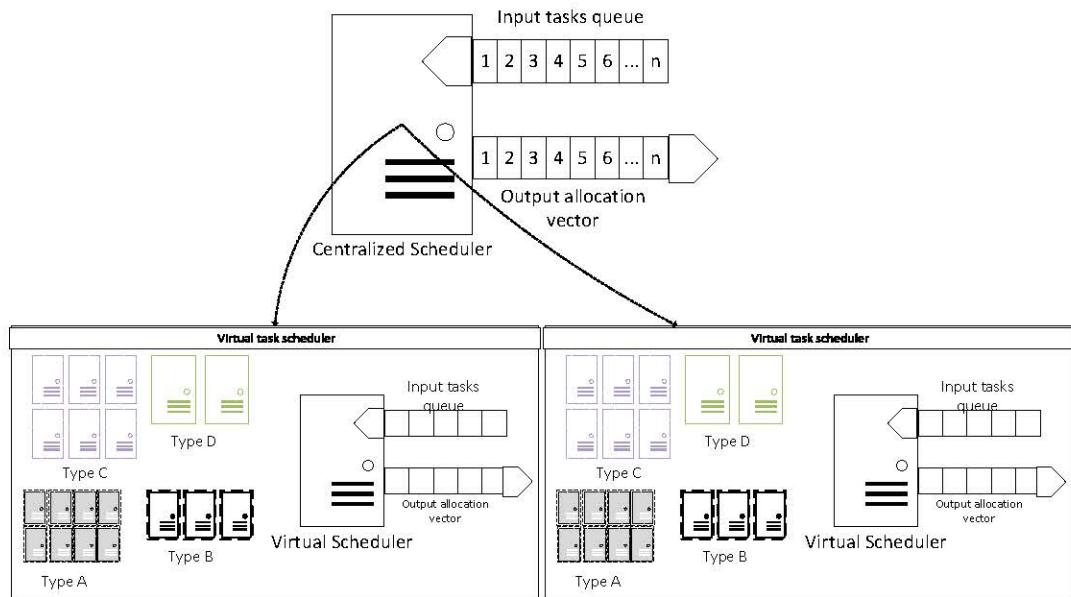 Input tasks queue
1 2 3 4 5 6 ... n
1 2 3 4 5 6 ... n
Output allocation
vector
Centralized Scheduler
Virtual task scheduler
Input tasks
queue
Type D
Type C
Output allocation
vector
Virtual Scheduler
Type B
Type A
Virtual task scheduler
Input tasks
queue
Type D
Type C
Output allocation
vector
Virtual Scheduler
Type B
Type A